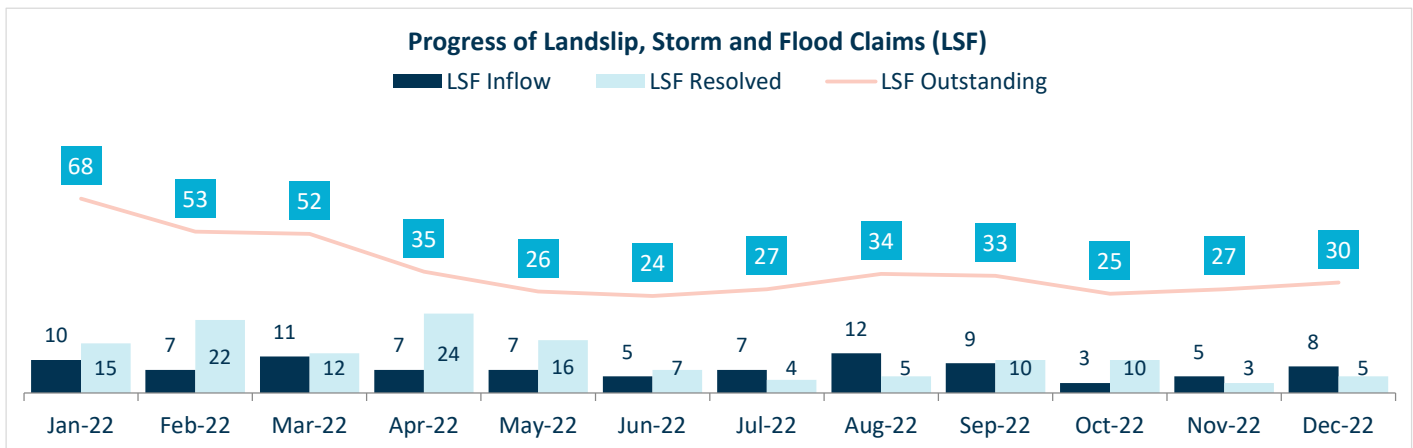 Progress of Landslip, Storm and Flood Claims (LSF)
LSF Inflow LSF Resolved LSF Outstanding
68 53 52 35 26 24 27 34 33 25 27 30
10 7 11 7 7 5 7 12 9 3 5 8
15 22 12 24 16 7 4 5 10 10 3 5
Jan-22 Feb-22 Mar-22 Apr-22 May-22 Jun-22 Jul-22 Aug-22 Sep-22 Oct-22 Nov-22 Dec-22